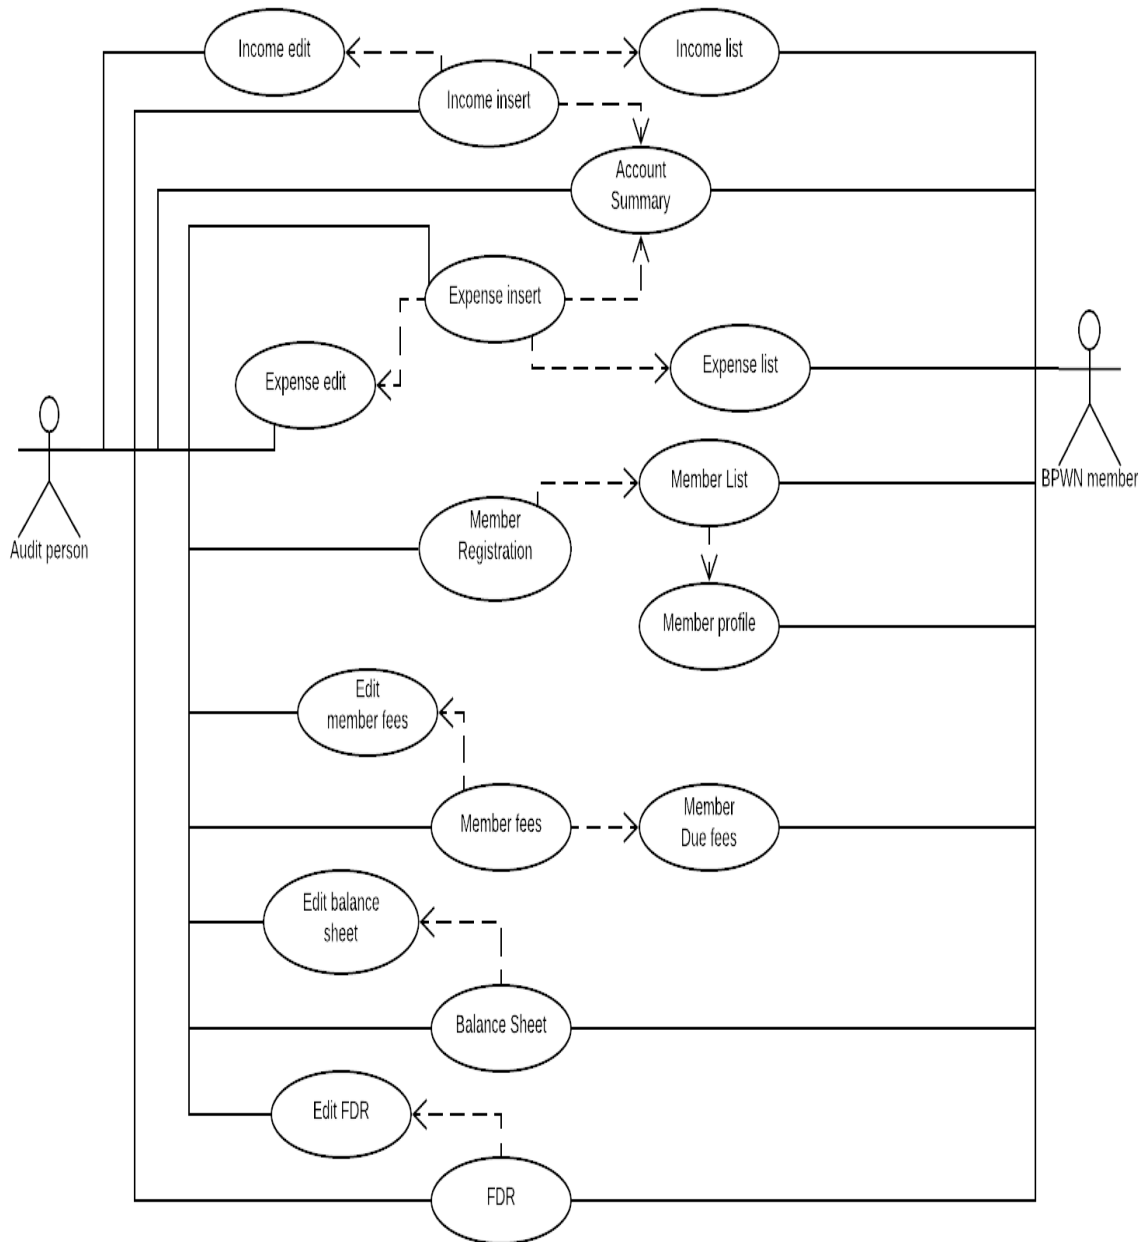 Income edit
Income list
Income insert
Account
Summary
Expense insert
Expense list
Expense edit
Member List
BPWN member
Member
Registration
Audit person
Member profile
Edit
member fees
Member fees
Member
Due fees
Edit balance
sheet
Balance Sheet
Edit FDR
FDR